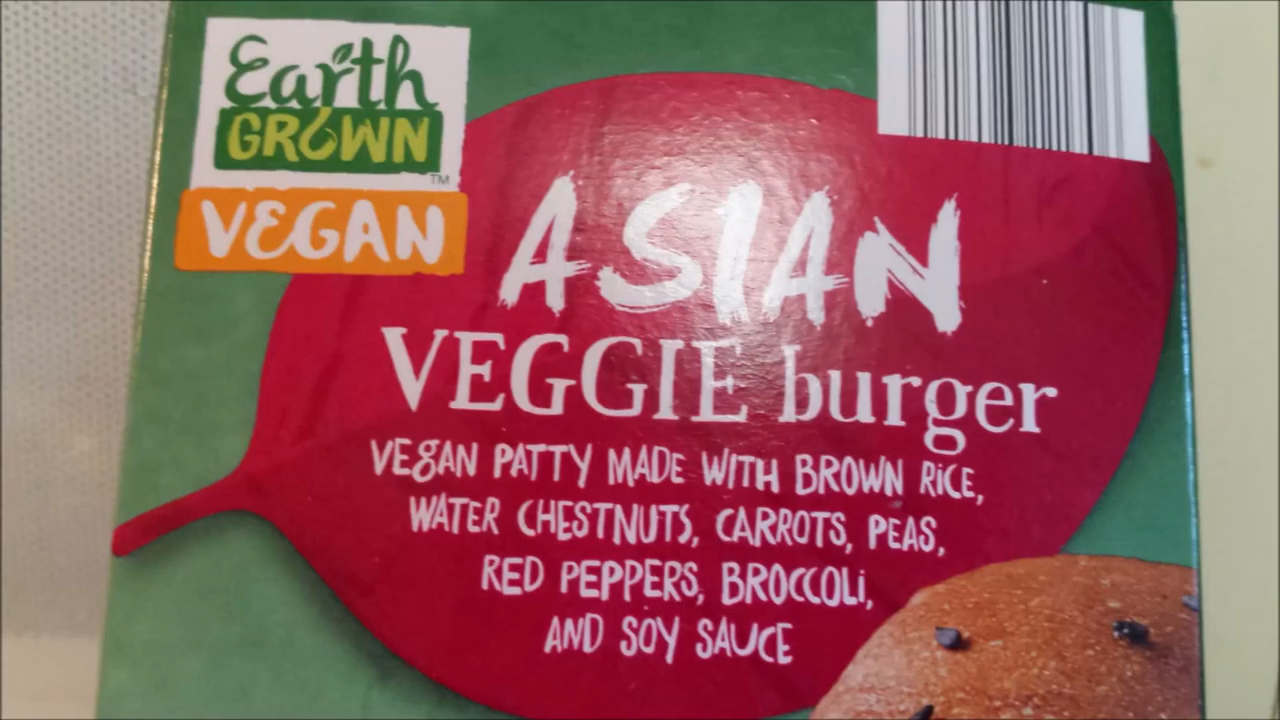 Earth
GROWN
TM
VEGAN
ASIAN
VEGGIE burger
VEGAN PATTY MADE WITH BROWN RICE,
WATER CHESTNUTS, CARROTS, PEAS,
RED PEPPERS, BROCCOLI,
AND SOY SAUCE